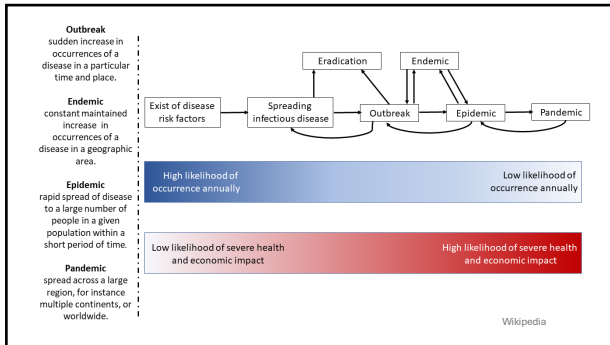 Outbreak
sudden increase in
occurrences of a
disease in a particular
time and place.
Endemic
constant maintained
increase in
occurrences of a
disease in a geographic
area.
Epidemic
rapid spread of disease
to a large number of
people in a given
population within a
short period of time.
Pandemic
spread across a large
region, for instance
multiple continents, or
worldwide.
Eradication
Endemic
Exist of disease
risk factors
Spreading
infectious disease
Outbreak
Epidemic
Pandemic
High likelihood of
occurrence annually
Low likelihood of
occurrence annually
Low likelihood of severe health
and economic impact
High likelihood of severe health
and economic impact
Wikipedia